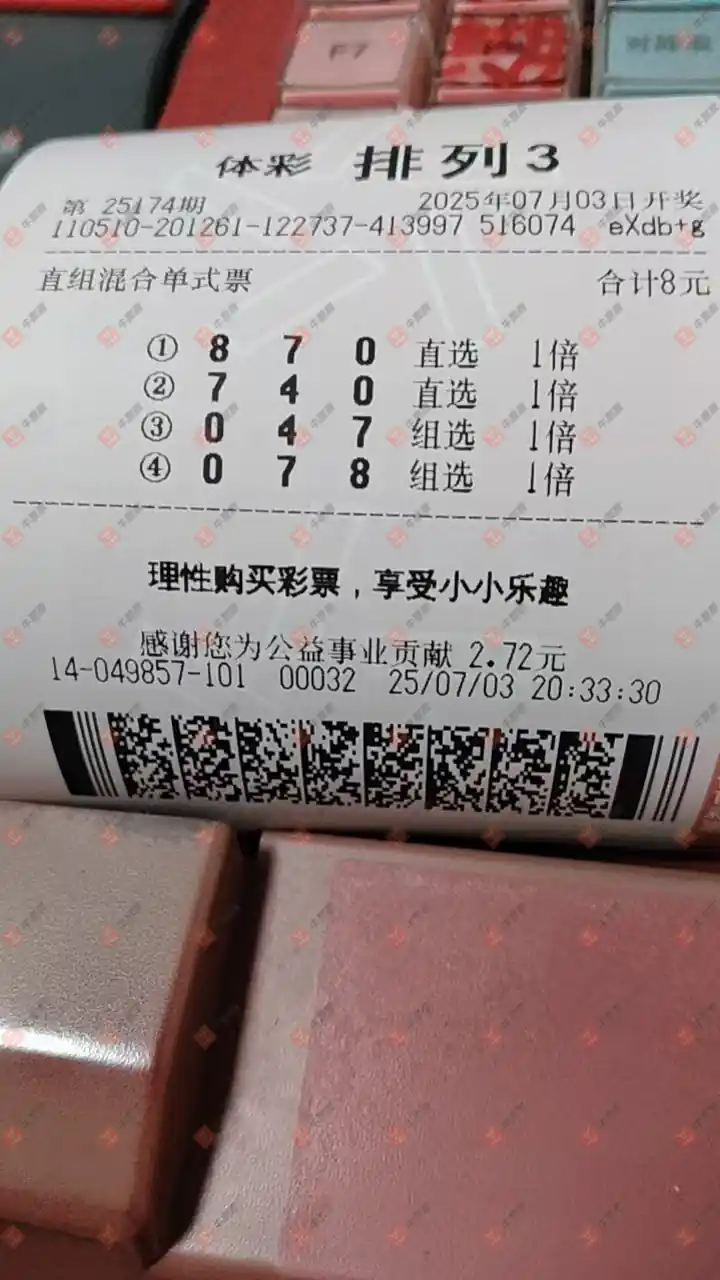 F7
体彩 排列3
第 25174期 2025年07月03日开奖
110510-201261-122737-413997 516074 eXdb+g
直组混合单式票 合计8元
① 8 7 0 直选 1倍
② 7 4 0 直选 1倍
③ 0 4 7 组选 1倍
④ 0 7 8 组选 1倍
理性购买彩票，享受小小乐趣
感谢您为公益事业贡献 2.72元
14-049857-101 00032 25/07/03 20:33:30